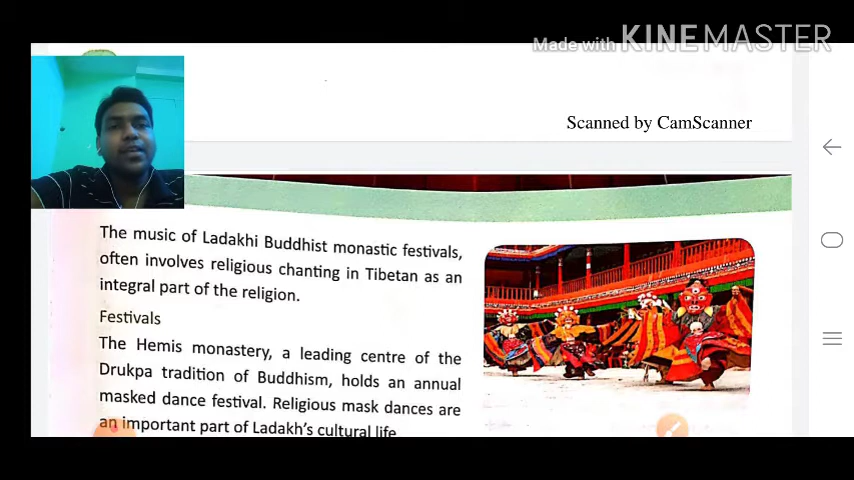 Made with KINEMASTER
Scanned by CamScanner
The music of Ladakhi Buddhist monastic festivals,
often involves religious chanting in Tibetan as an
integral part of the religion.
Festivals
The Hemis monastery, a leading centre of the
Drukpa tradition of Buddhism, holds an annual
masked dance festival. Religious mask dances are
an important part of Ladakh's cultural life